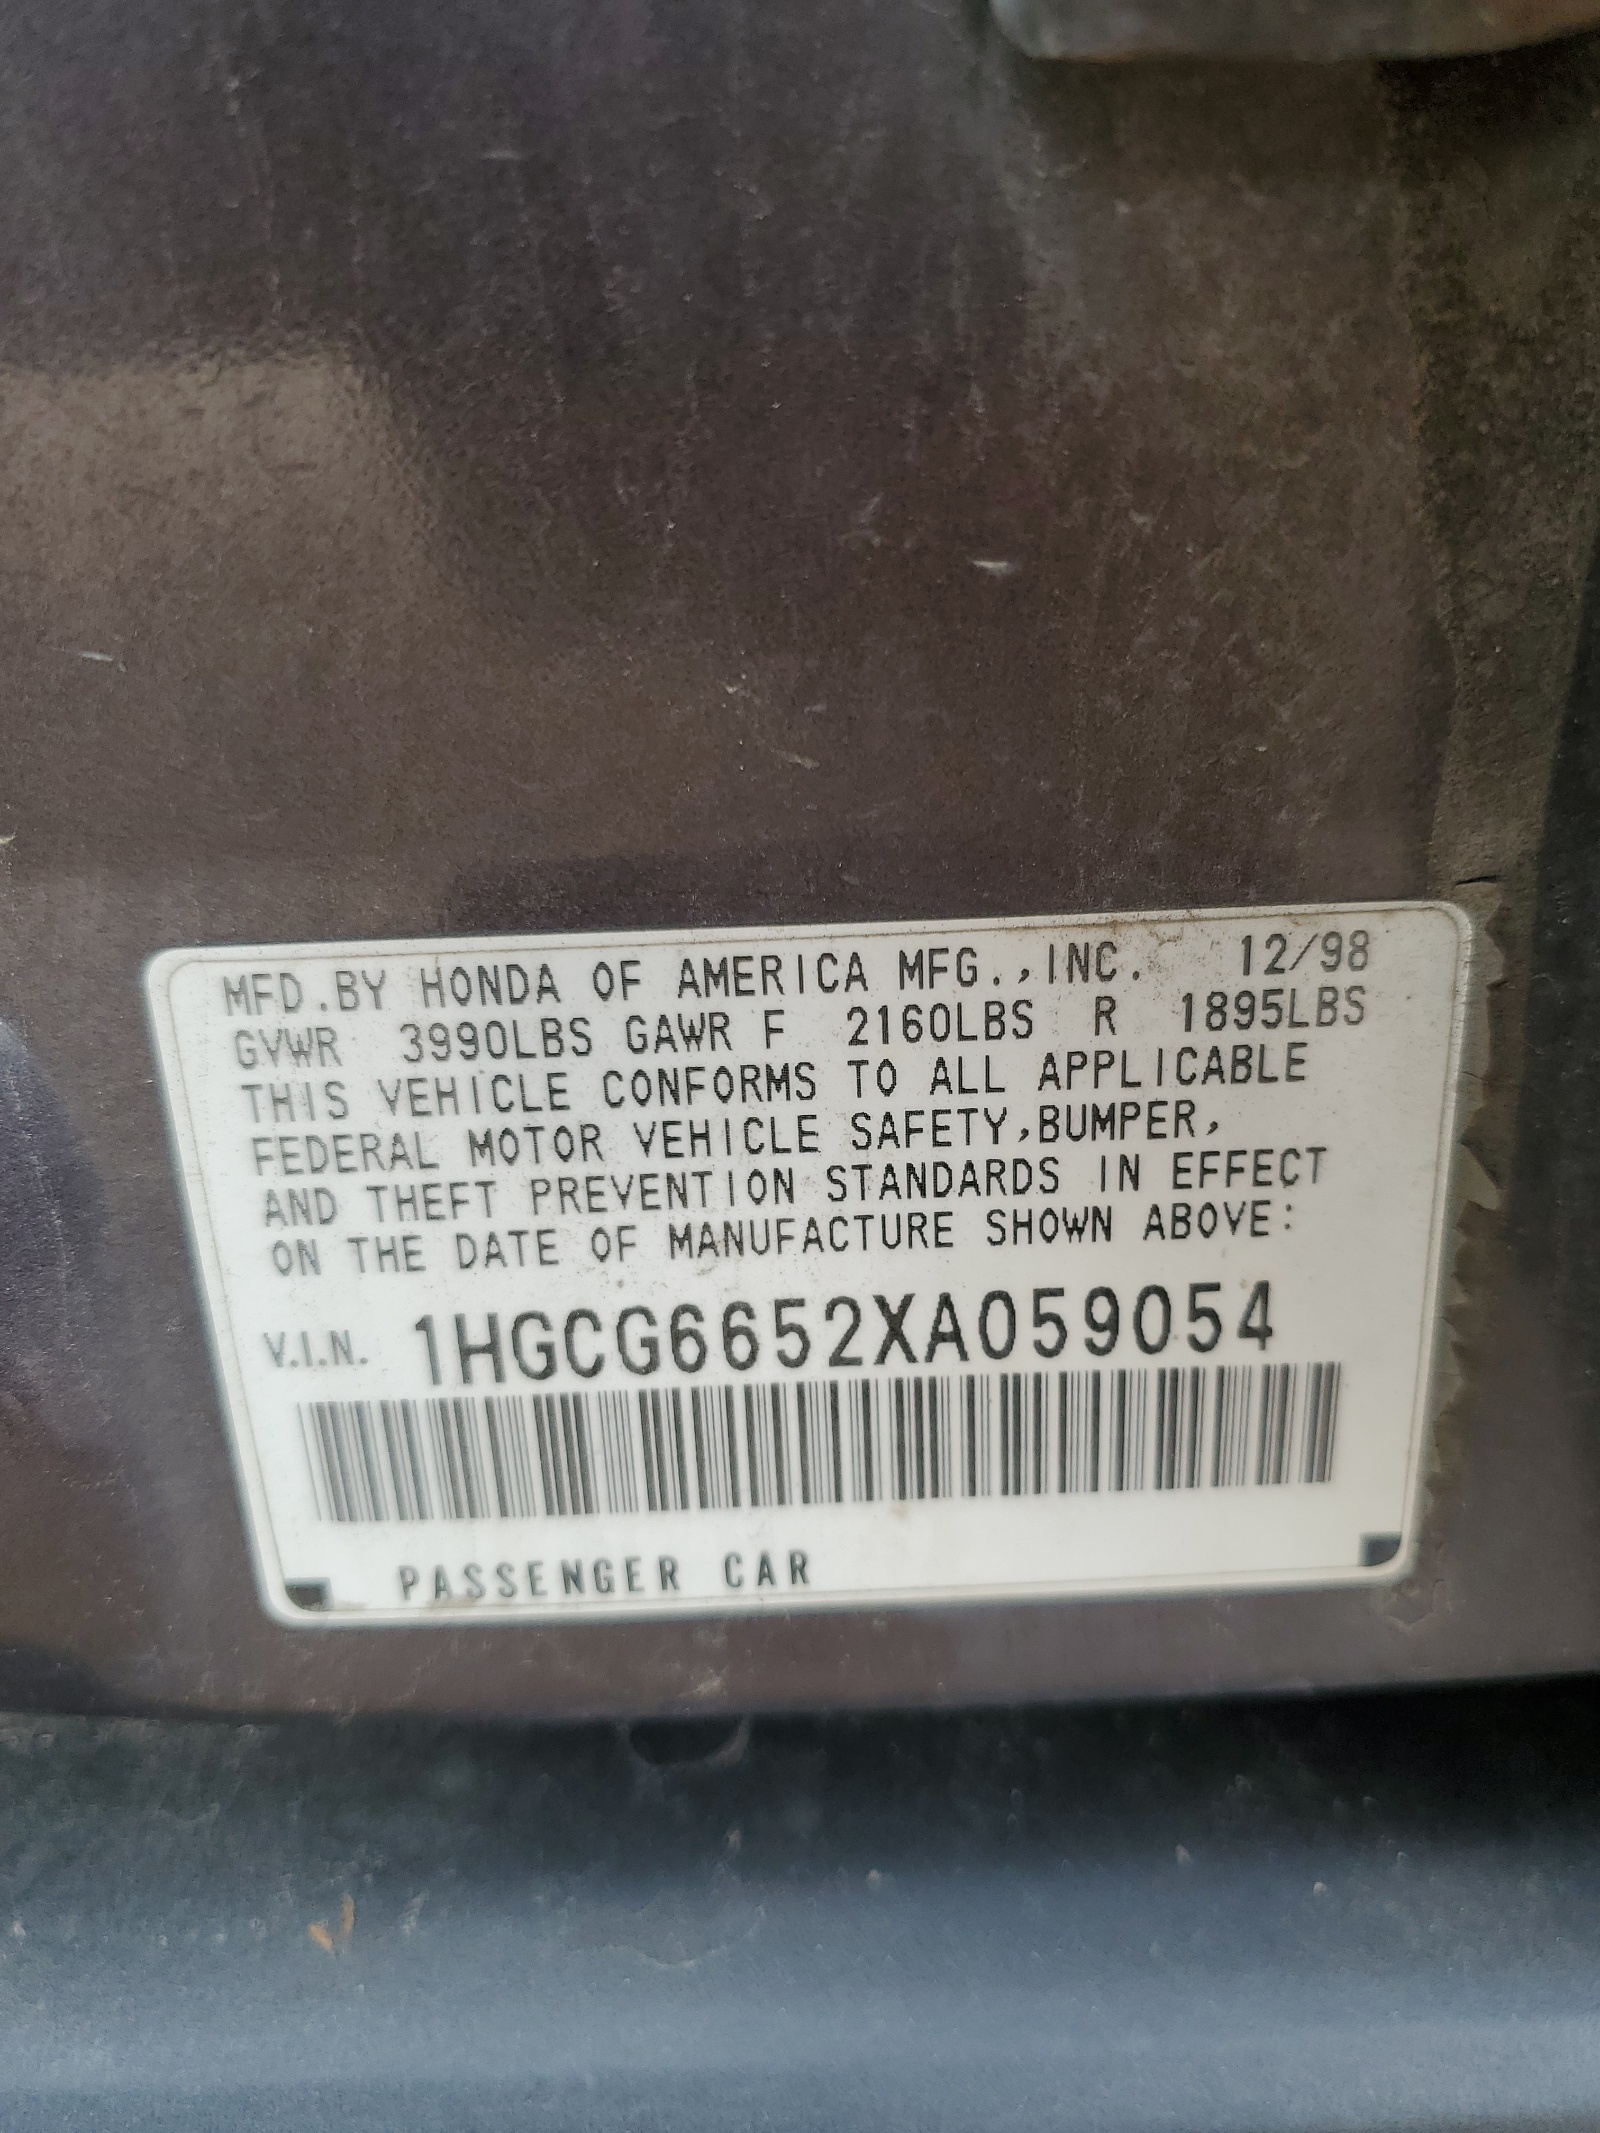 MFD.BY HONDA OF AMERICA MFG.,INC. 12/98
GVWR 3990LBS GAWR F 2160LBS R 1895LBS
THIS VEHICLE CONFORMS TO ALL APPLICABLE
FEDERAL MOTOR VEHICLE SAFETY,BUMPER,
AND THEFT PREVENTION STANDARDS IN EFFECT
ON THE DATE OF MANUFACTURE SHOWN ABOVE:
V.I.N. 1HGCG6652XA059054
PASSENGER CAR